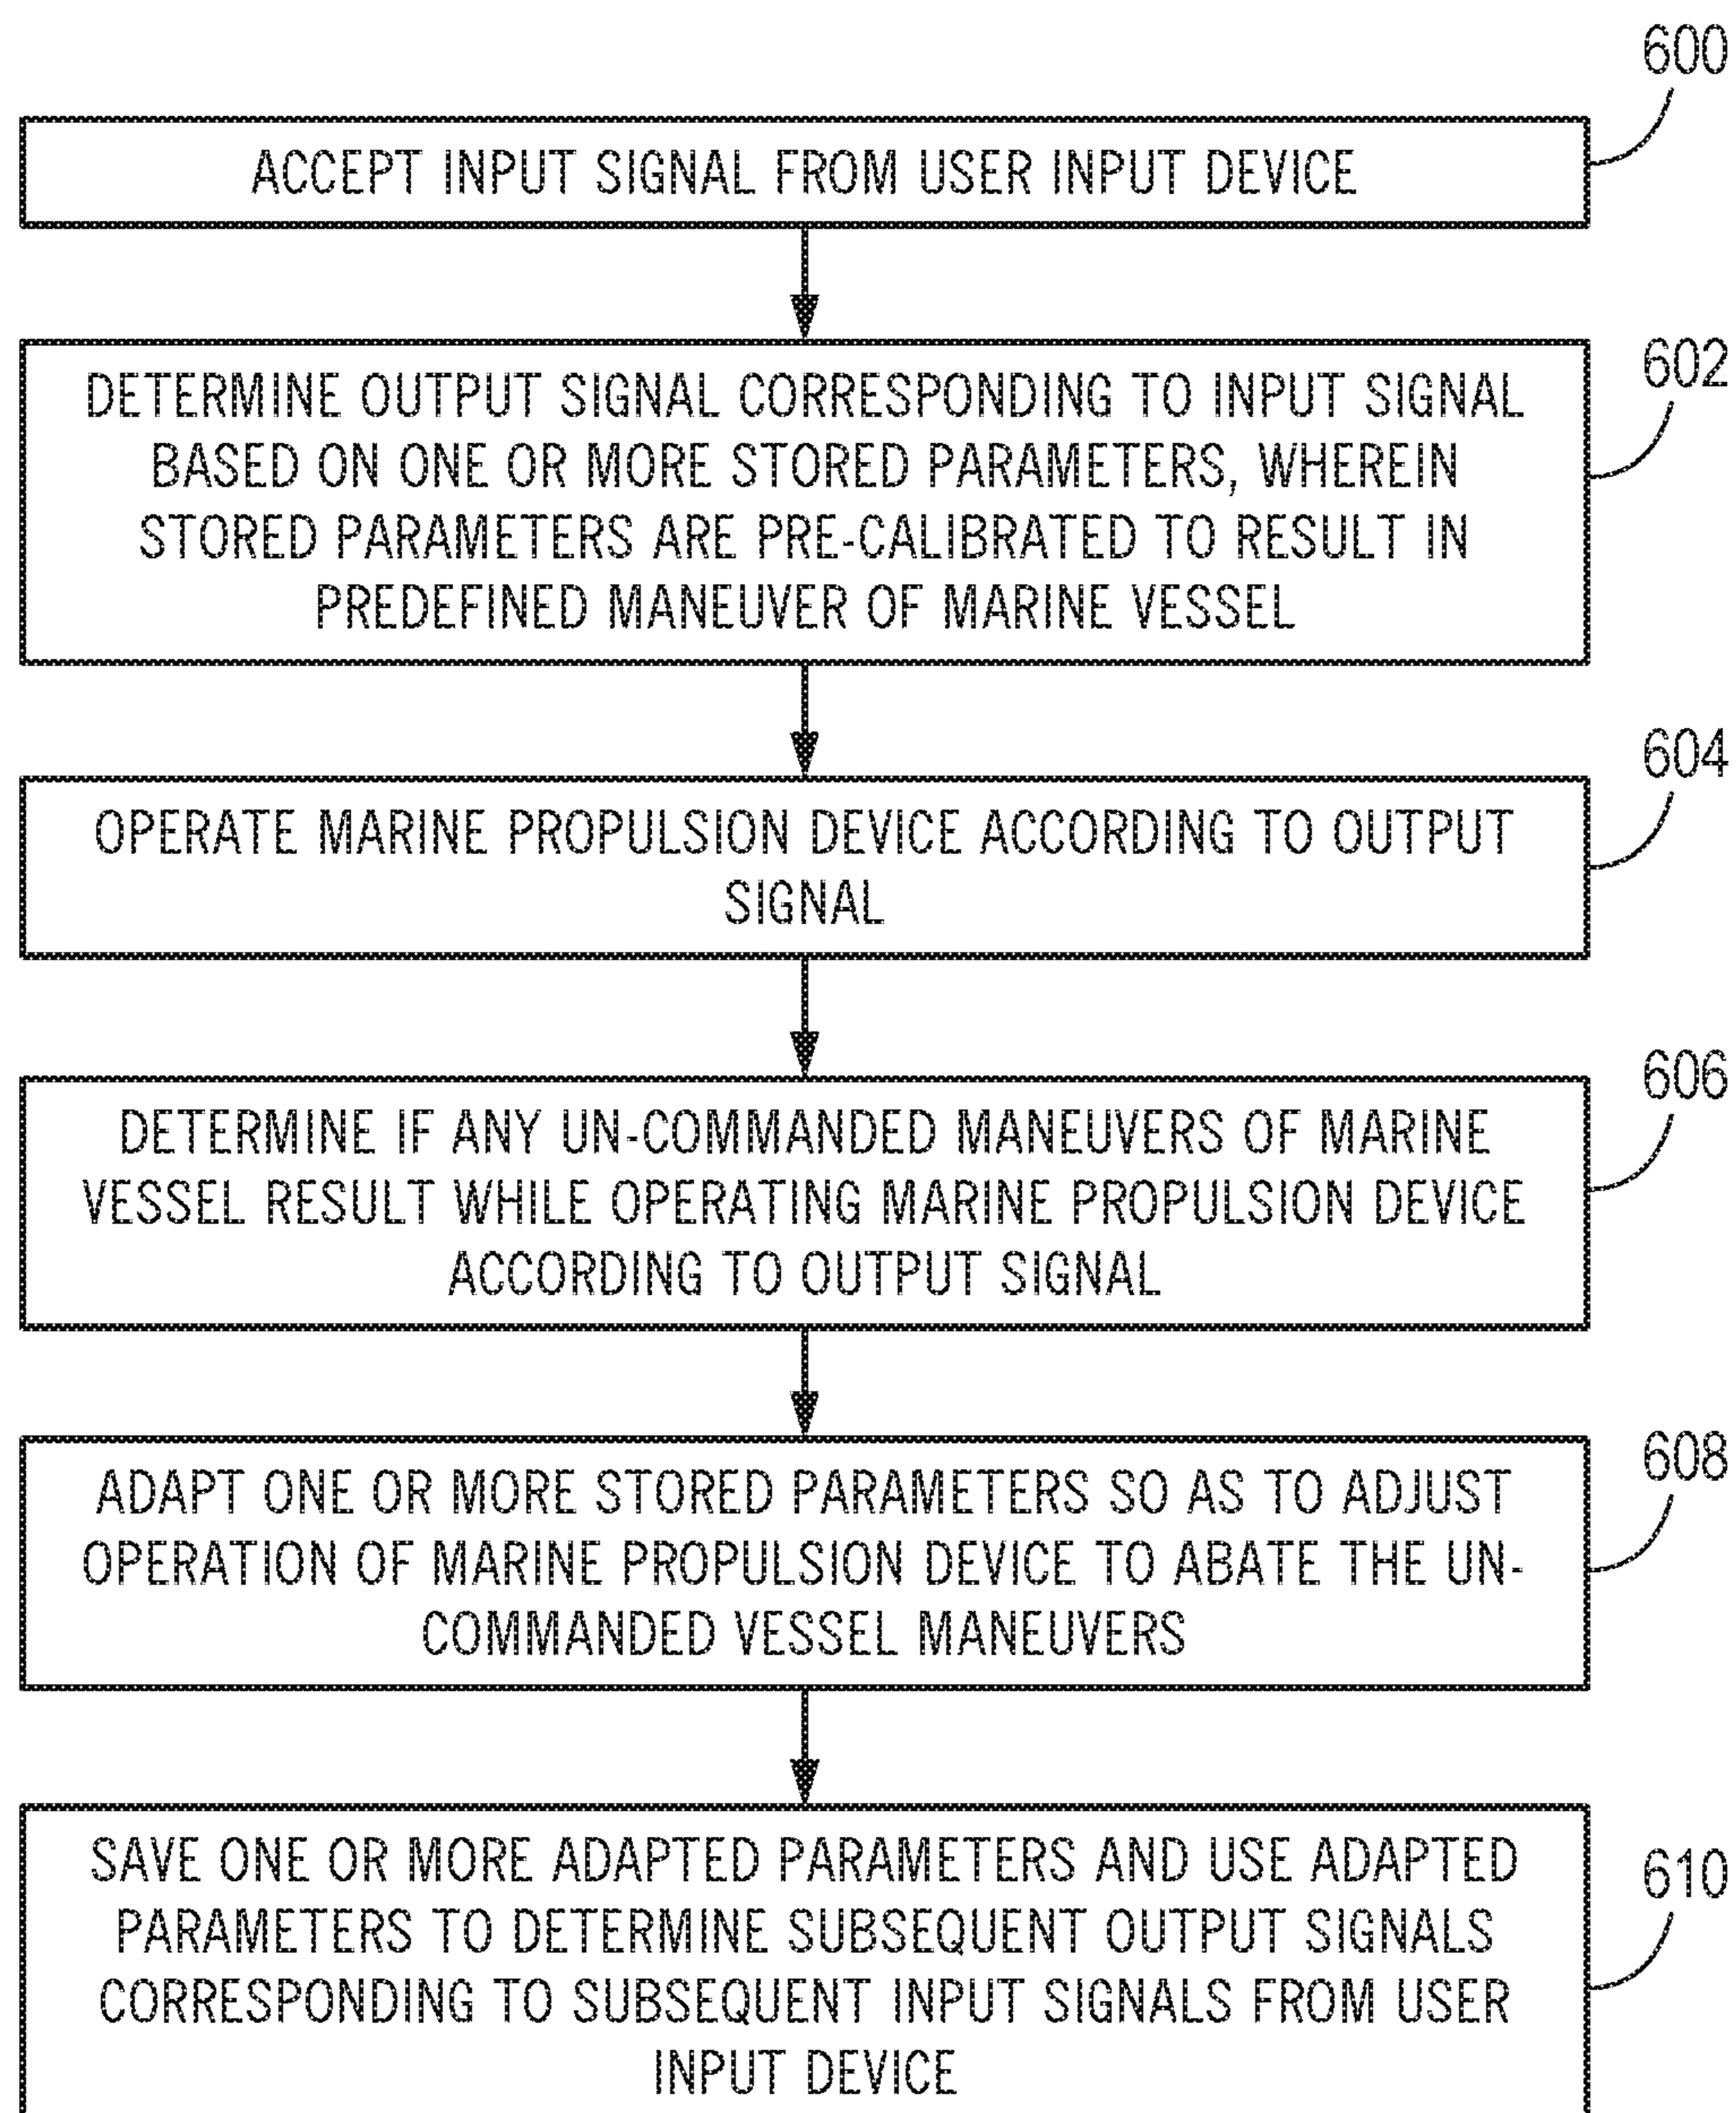 600
ACCEPT INPUT SIGNAL FROM USER INPUT DEVICE
602
DETERMINE OUTPUT SIGNAL CORRESPONDING TO INPUT SIGNAL
BASED ON ONE OR MORE STORED PARAMETERS, WHEREIN
STORED PARAMETERS ARE PRE-CALIBRATED TO RESULT IN
PREDEFINED MANEUVER OF MARINE VESSEL
604
OPERATE MARINE PROPULSION DEVICE ACCORDING TO OUTPUT
SIGNAL
606
DETERMINE IF ANY UN-COMMANDED MANEUVERS OF MARINE
VESSEL RESULT WHILE OPERATING MARINE PROPULSION DEVICE
ACCORDING TO OUTPUT SIGNAL
608
ADAPT ONE OR MORE STORED PARAMETERS SO AS TO ADJUST
OPERATION OF MARINE PROPULSION DEVICE TO ABATE THE UN-
COMMANDED VESSEL MANEUVERS
610
SAVE ONE OR MORE ADAPTED PARAMETERS AND USE ADAPTED
PARAMETERS TO DETERMINE SUBSEQUENT OUTPUT SIGNALS
CORRESPONDING TO SUBSEQUENT INPUT SIGNALS FROM USER
INPUT DEVICE